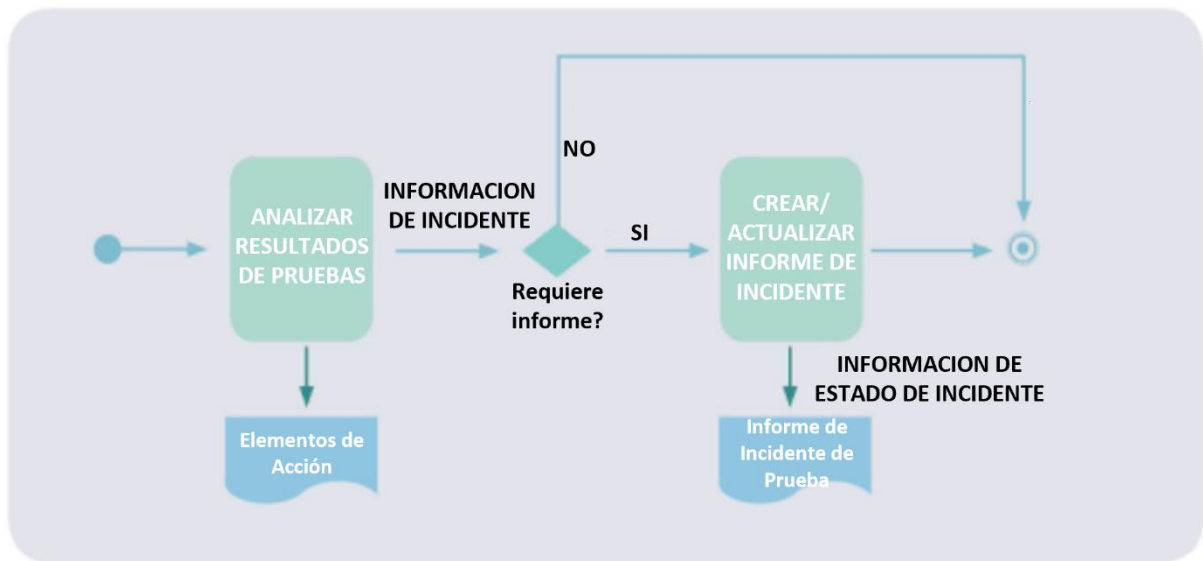 ANALIZAR
RESULTADOS
DE PRUEBAS
INFORMACION
DE INCIDENTE
Requiere
informe?
NO
SI
CREAR/
ACTUALIZAR
INFORME DE
INCIDENTE
Elementos de
Acción
INFORMACION DE
ESTADO DE INCIDENTE
Informe de
Incidente de
Prueba